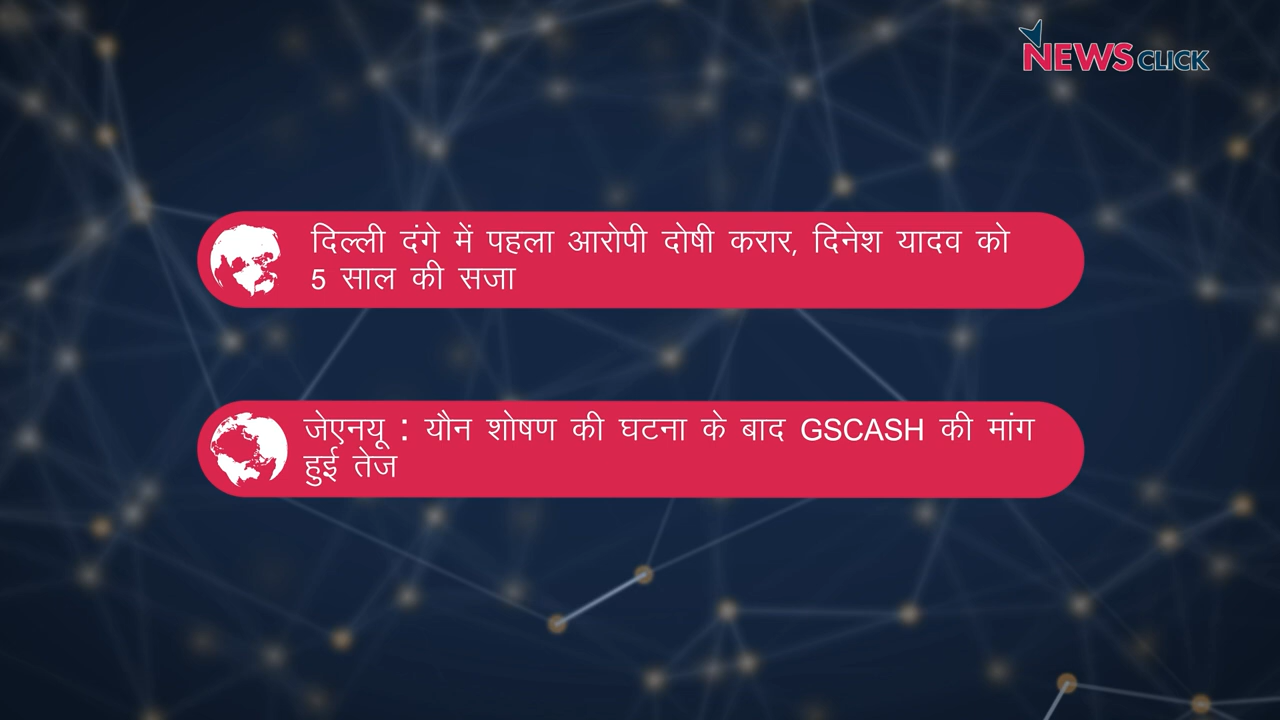 NEWSCLICK
दिल्ली दंगे में पहला आरोपी दोषी करार, दिनेश यादव को
5 साल की सजा
जेएनयू : यौन शोषण की घटना के बाद GSCASH की मांग
हुई तेज